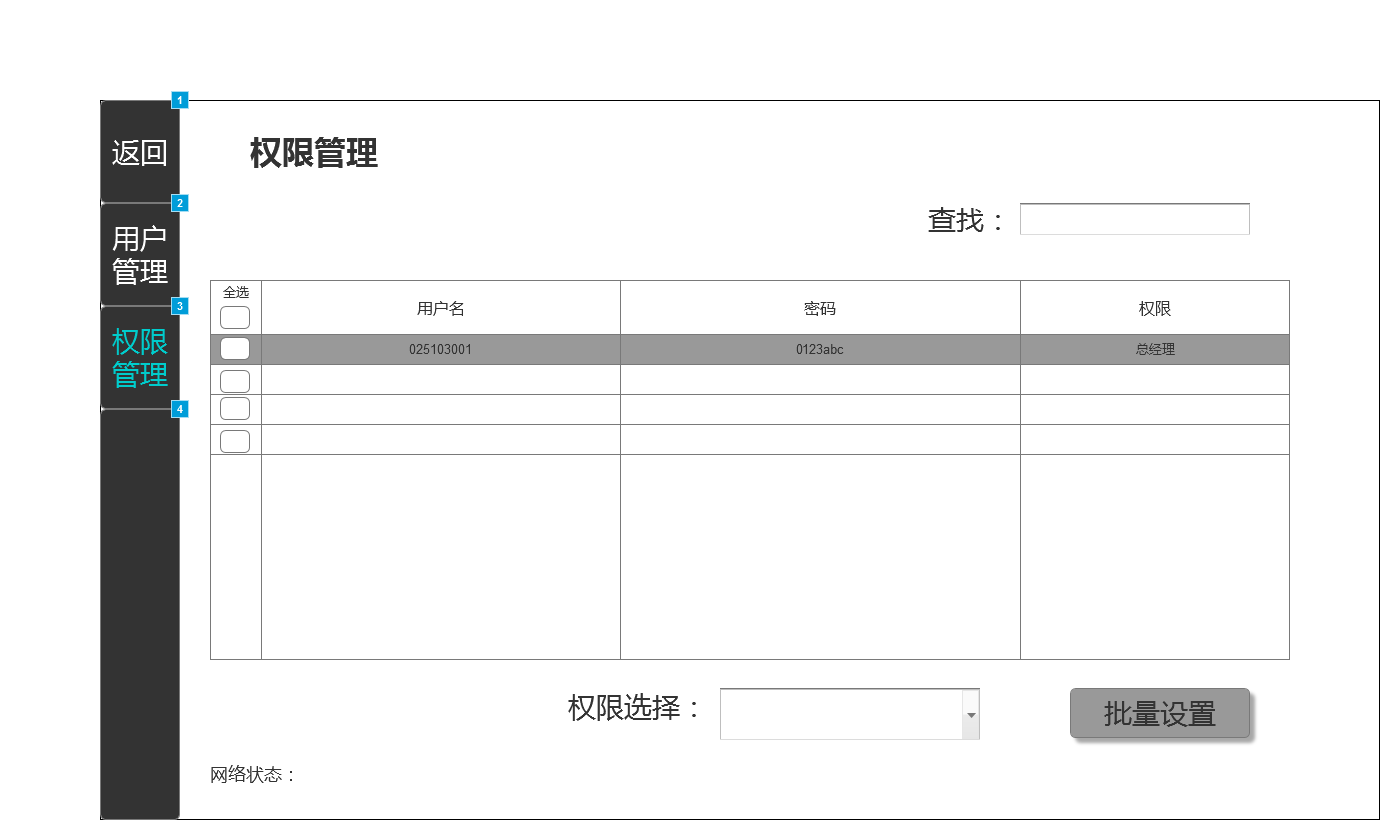 1
返回
2
用户
管理
3
权限
管理
4
权限管理
查找：
全选
用户名
密码
权限
025103001
0123abc
总经理
权限选择：
批量设置
网络状态：